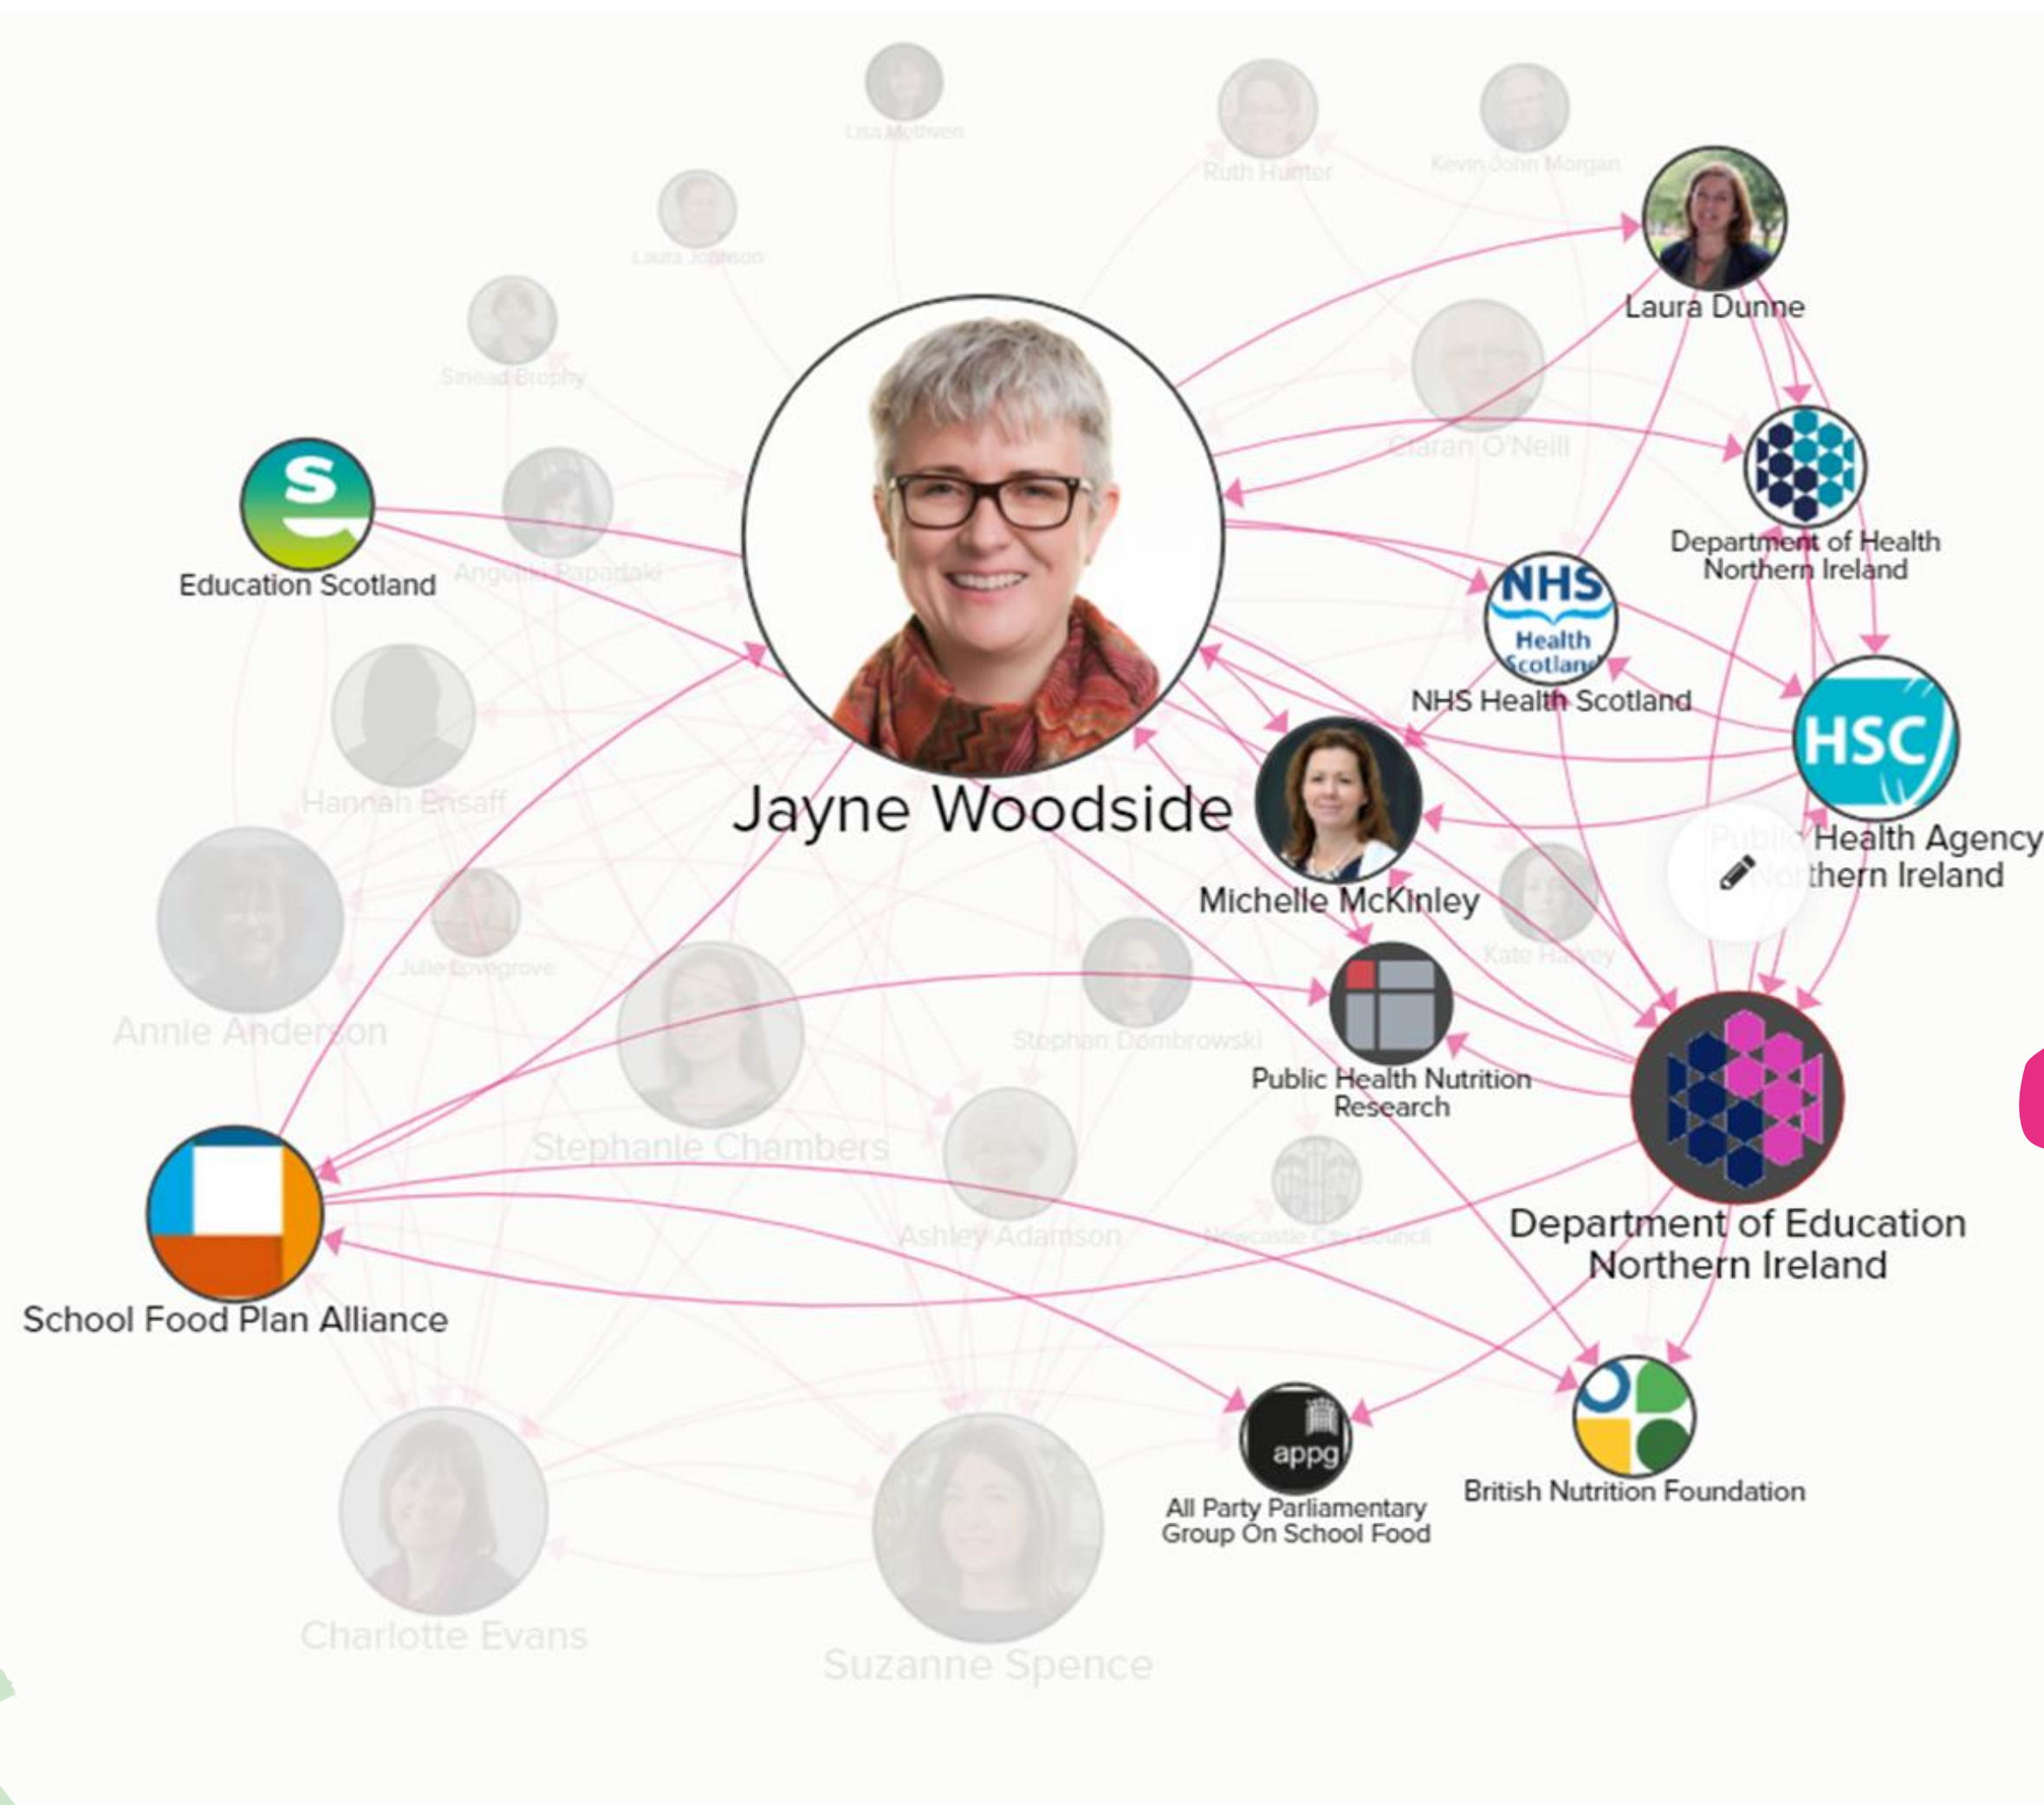 Lisa Methven
Ruth Hunter
Kevin John Morgan
Laura Johnson
Laura Dunne
Sinead Brophy
Ciaran O'Neill
Department of Health
Northern Ireland
Education Scotland
Angeliki Papadaki
NHS
Health
Scotland
NHS Health Scotland
HSC
Hannah Ensaff
Jayne Woodside
Public Health Agency
Northern Ireland
Michelle McKinley
Julie Lovegrove
Kate Harvey
Annie Anderson
Stephan Dombrowski
Public Health Nutrition
Research
Stephanie Chambers
Ashley Adamson
Newcastle City Council
Department of Education
Northern Ireland
School Food Plan Alliance
appg
All Party Parliamentary
Group On School Food
British Nutrition Foundation
Charlotte Evans
Suzanne Spence